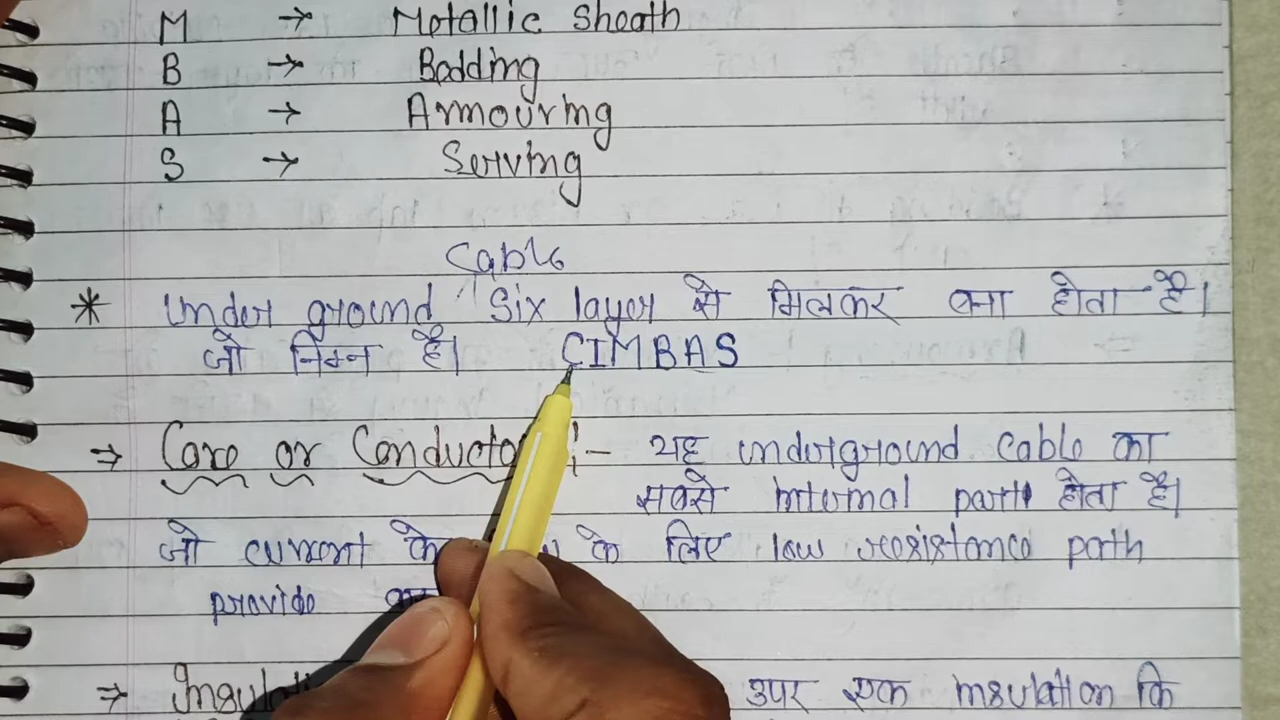 M → Metallic Sheath
B → Bedding
A → Armouring
S → Serving
Cable
* Under ground Six layer से मिलकर बना होता है।
जो निम्न है। CIMBAS
⇒ Core or Conductor :- यह underground Cable का
सबसे internal part होता है।
जो current के के लिए low resistance path
provide
⇒ उपर एक insulation कि